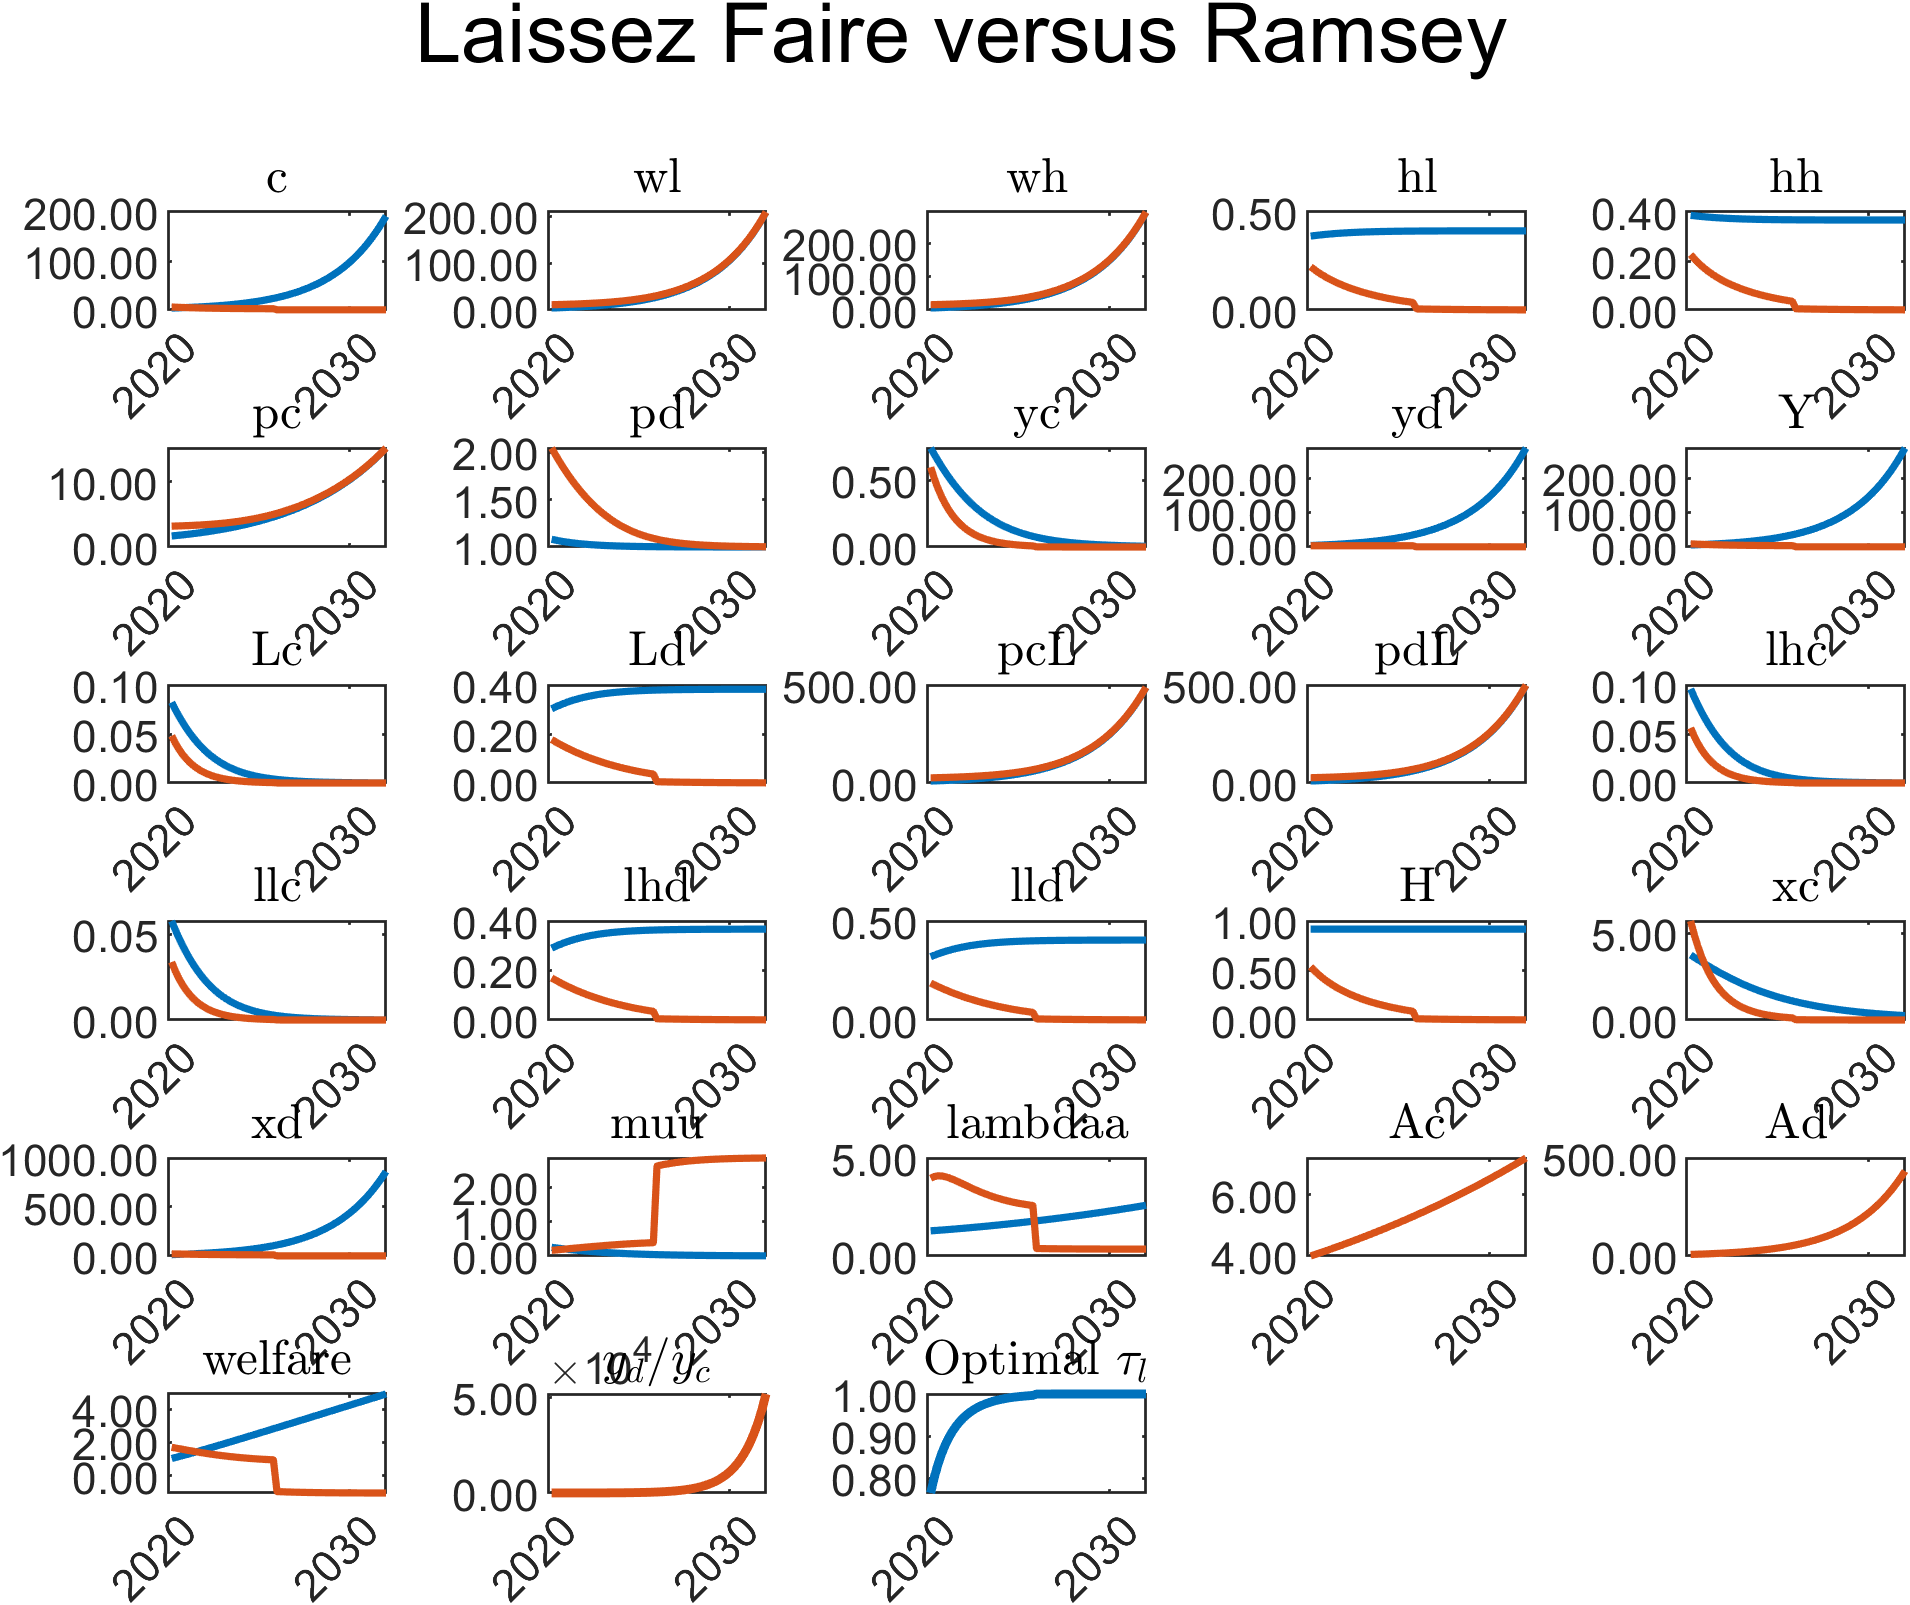 Laissez Faire versus Ramsey
c wl wh hl hh
200.00 100.00 0.00 2020 2030
200.00 100.00 0.00 2020 2030
200.00 100.00 0.00 2020 2030
0.50 0.00 2020 2030
0.40 0.20 0.00 2020 2030
pc pd yc yd Y
10.00 0.00 2020 2030
2.00 1.50 1.00 2020 2030
0.50 0.00 2020 2030
200.00 100.00 0.00 2020 2030
200.00 100.00 0.00 2020 2030
Lc Ld pcL pdL lhc
0.10 0.05 0.00 2020 2030
0.40 0.20 0.00 2020 2030
500.00 0.00 2020 2030
500.00 0.00 2020 2030
0.10 0.05 0.00 2020 2030
llc lhd lld H xc
0.05 0.00 2020 2030
0.40 0.20 0.00 2020 2030
0.50 0.00 2020 2030
1.00 0.50 0.00 2020 2030
5.00 0.00 2020 2030
xd muu lambdaa Ac Ad
1000.00 500.00 0.00 2020 2030
2.00 1.00 0.00 2020 2030
5.00 0.00 2020 2030
6.00 4.00 2020 2030
500.00 0.00 2020 2030
welfare y_d/y_c Optimal τ_l
4.00 2.00 0.00 2020 2030
×10^4 5.00 0.00 2020 2030
1.00 0.90 0.80 2020 2030